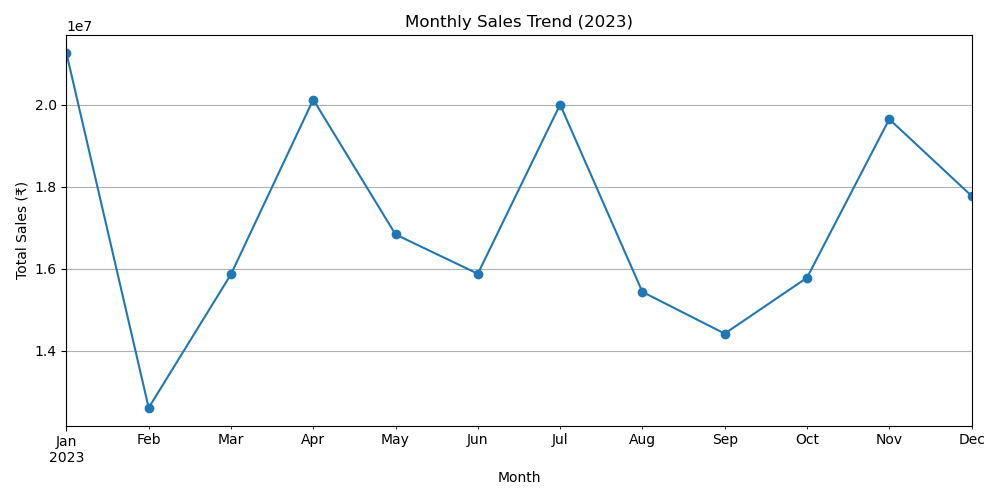 Monthly Sales Trend (2023)
1e7
2.0
1.8
1.6
1.4
Total Sales (₹)
Jan Feb Mar Apr May Jun Jul Aug Sep Oct Nov Dec
2023
Month